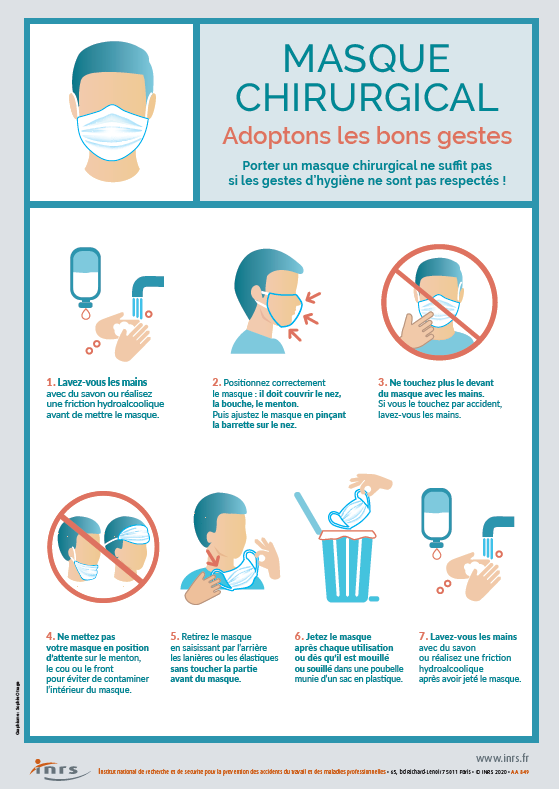 MASQUE
CHIRURGICAL
Adoptons les bons gestes
Porter un masque chirurgical ne suffit pas
si les gestes d'hygiène ne sont pas respectés !
1. Lavez-vous les mains
avec du savon ou réalisez
une friction hydroalcoolique
avant de mettre le masque.
2. Positionnez correctement
le masque : il doit couvrir le nez,
la bouche, le menton.
Puis ajustez le masque en pinçant
la barrette sur le nez.
3. Ne touchez plus le devant
du masque avec les mains.
Si vous le touchez par accident,
lavez-vous les mains.
4. Ne mettez pas
votre masque en position
d'attente sur le menton,
le cou ou le front
pour éviter de contaminer
l'intérieur du masque.
5. Retirez le masque
en saisissant par l'arrière
les lanières ou les élastiques
sans toucher la partie
avant du masque.
6. Jetez le masque
après chaque utilisation
ou dès qu'il est mouillé
ou souillé dans une poubelle
munie d'un sac en plastique.
7. Lavez-vous les mains
avec du savon
ou réalisez une friction
hydroalcoolique
après avoir jeté le masque.
Graphisme : Sophie
www.inrs.fr
inrs
Institut national de recherche et de sécurité pour la prévention des accidents du travail et des maladies professionnelles • 65, bd Richard-Lenoir 75011 Paris • © INRS 2020 • AA 849